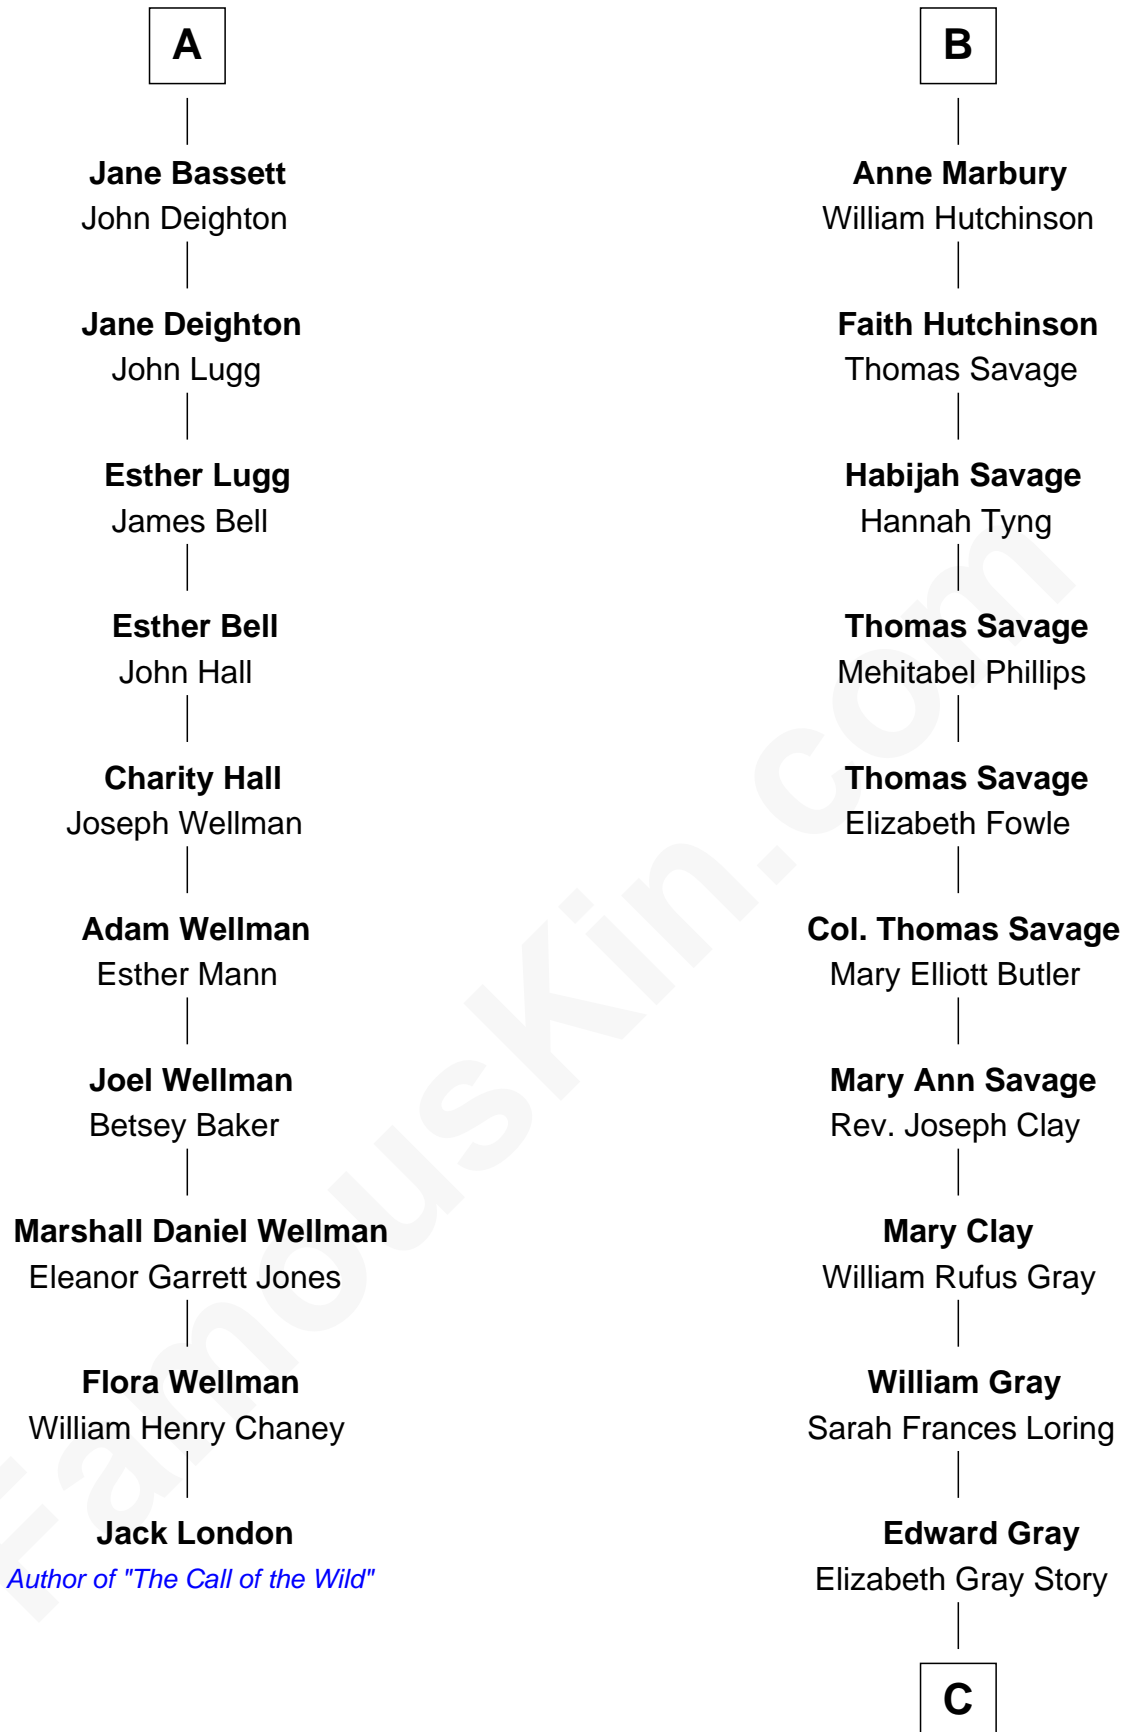 A
Jane Bassett
John Deighton
Jane Deighton
John Lugg
Esther Lugg
James Bell
Esther Bell
John Hall
Charity Hall
Joseph Wellman
Adam Wellman
Esther Mann
Joel Wellman
Betsey Baker
Marshall Daniel Wellman
Eleanor Garrett Jones
Flora Wellman
William Henry Chaney
Jack London
Author of "The Call of the Wild"
B
Anne Marbury
William Hutchinson
Faith Hutchinson
Thomas Savage
Habijah Savage
Hannah Tyng
Thomas Savage
Mehitabel Phillips
Thomas Savage
Elizabeth Fowle
Col. Thomas Savage
Mary Elliott Butler
Mary Ann Savage
Rev. Joseph Clay
Mary Clay
William Rufus Gray
William Gray
Sarah Frances Loring
Edward Gray
Elizabeth Gray Story
C
FamousKin.com